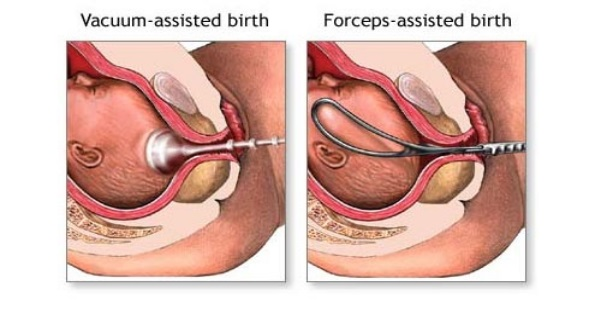 Vacuum-assisted birth
Forceps-assisted birth